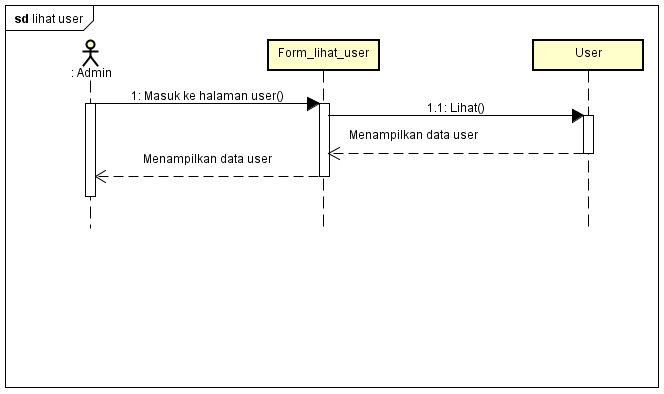 sd lihat user
: Admin
Form_lihat_user
User
1: Masuk ke halaman user()
1.1: Lihat()
Menampilkan data user
Menampilkan data user